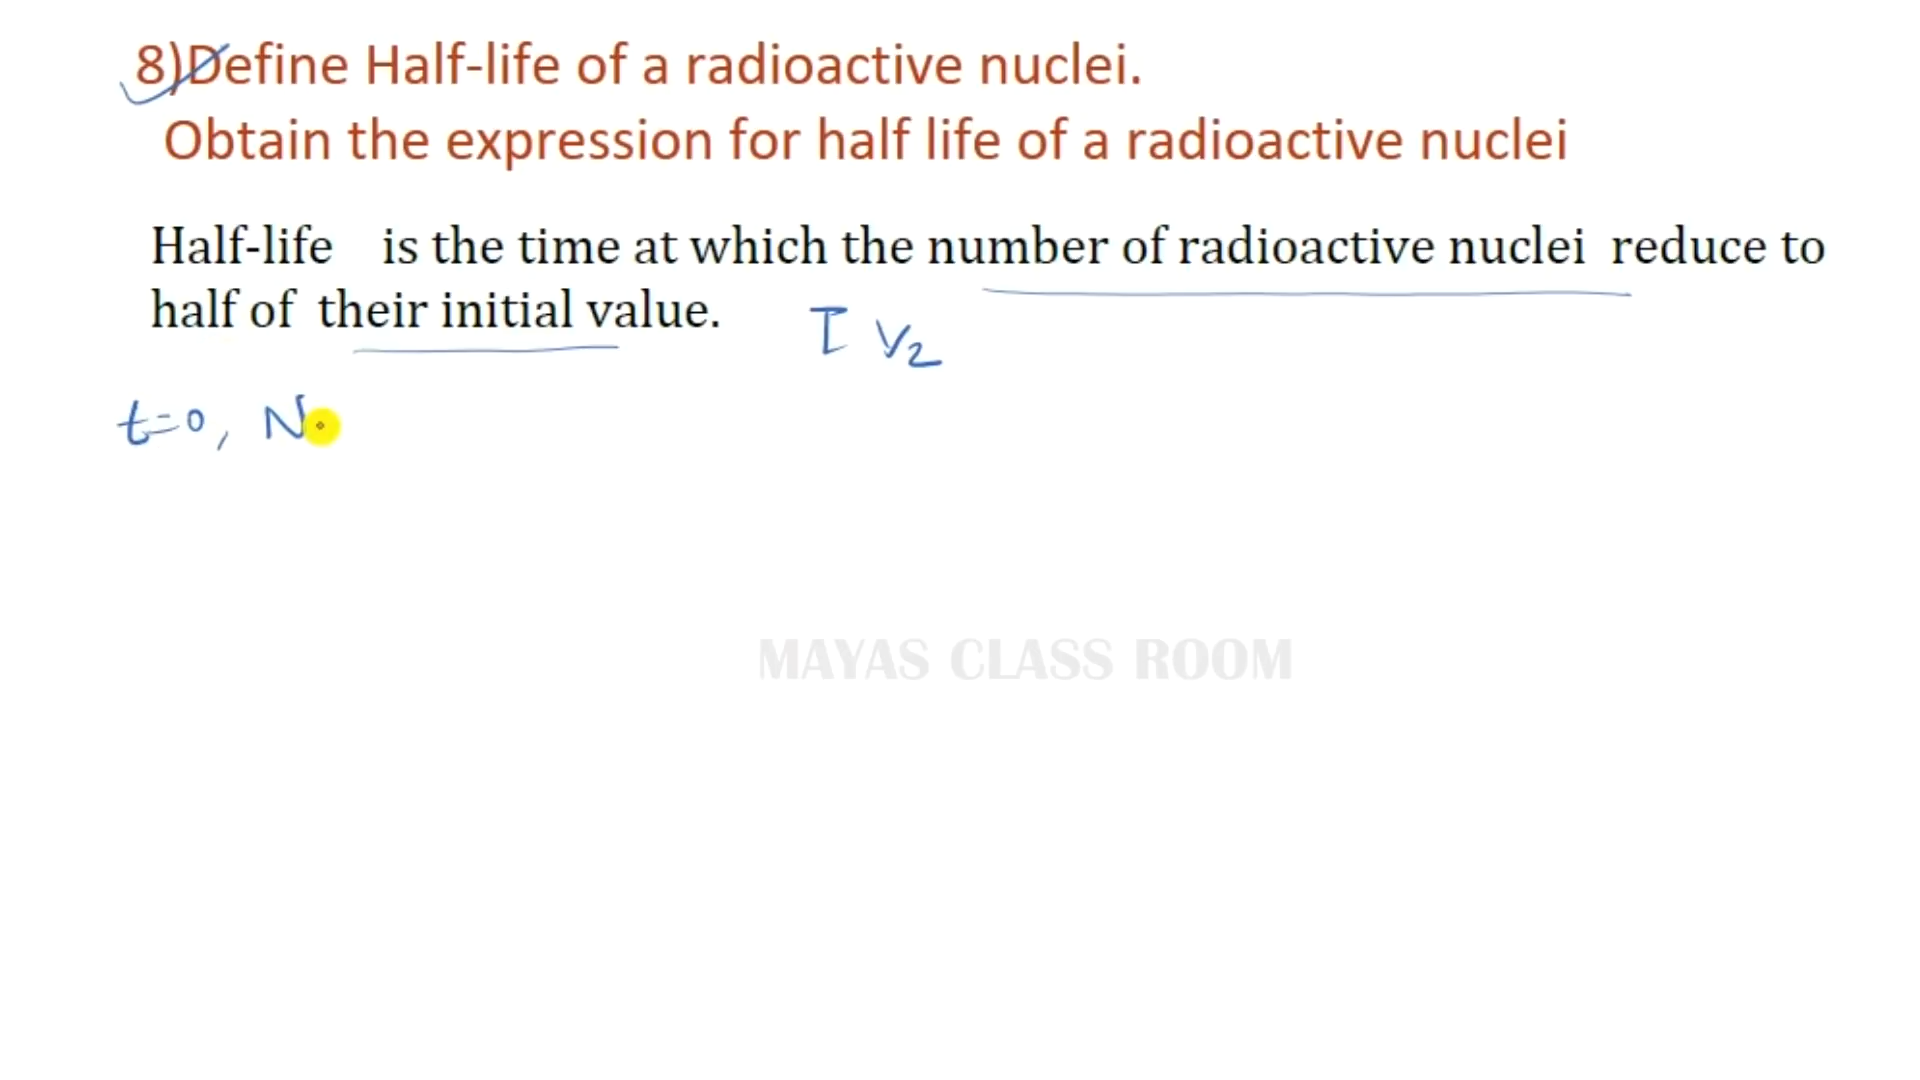 8)Define Half-life of a radioactive nuclei.
Obtain the expression for half life of a radioactive nuclei
Half-life is the time at which the number of radioactive nuclei reduce to
half of their initial value.
T 1/2
t=0, N
MAYAS CLASS ROOM